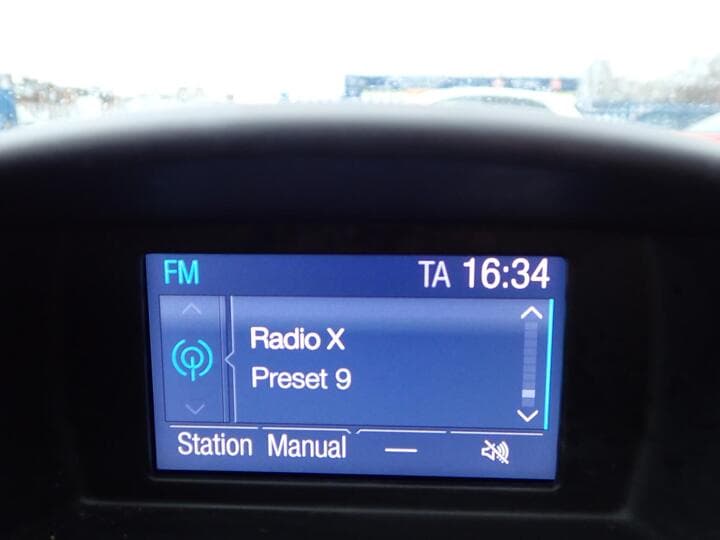 FM TA 16:34
Radio X
Preset 9
Station Manual